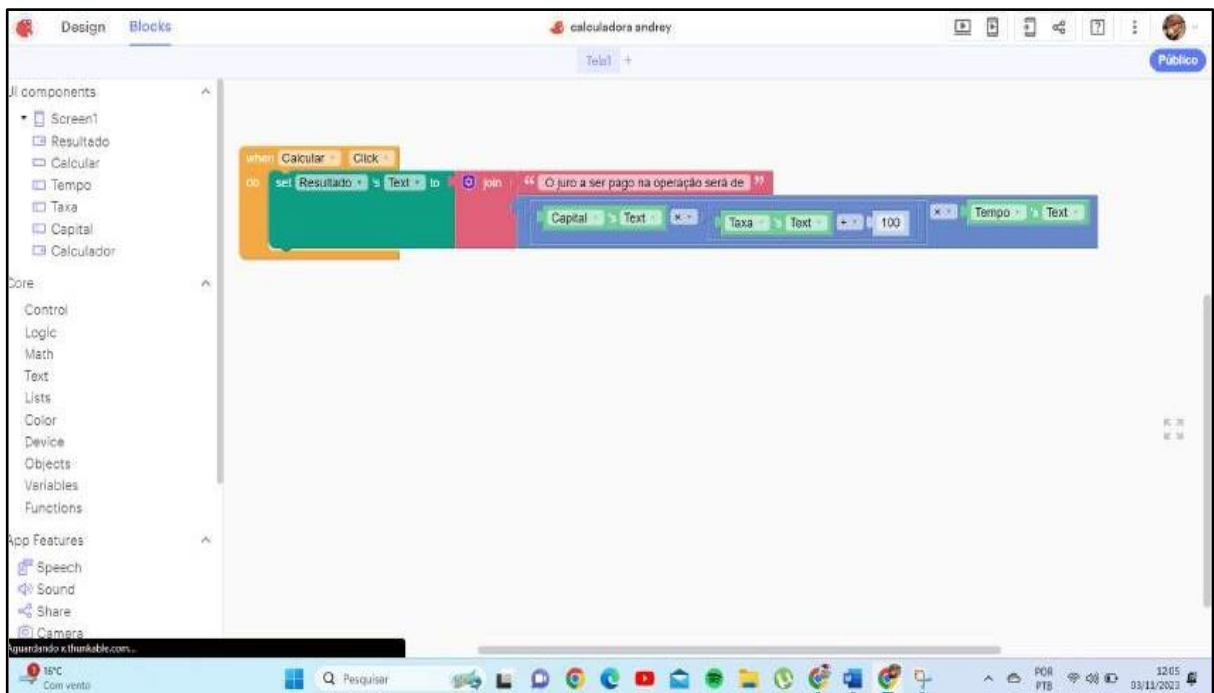 Design Blocks calculadora andrey
Tela1 +
Público
UI components
Screen1
Resultado
Calcular
Tempo
Taxa
Capital
Calculador
Core
Control
Logic
Math
Text
Lists
Color
Device
Objects
Variables
Functions
App Features
Speech
Sound
Share
Camera
when Calcular Click
do set Resultado 's Text to join “ O juro a ser pago na operação será de ”
Capital 's Text × Taxa 's Text ÷ 100 × Tempo 's Text
Aguardando x.thunkable.com...
16°C
Com vento
Pesquisar
POR
PTB
12:05
03/11/2023